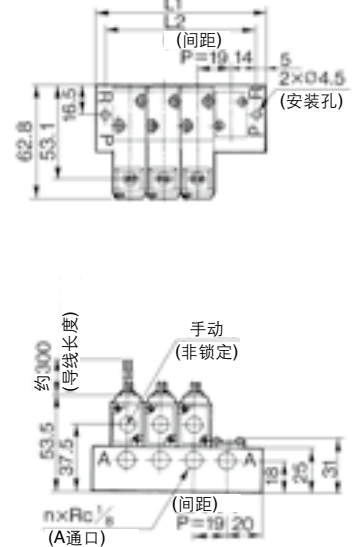 L1
L2
(间距)
P=19 14 5
2×Ø4.5
(安装孔)
R
R
P
P
16.5
53.1
62.8
约300
(导线长度)
手动
(非锁定)
53.5
37.5
A
A
18
25
31
n×Rc⅛
(A通口)
(间距)
P=19 20